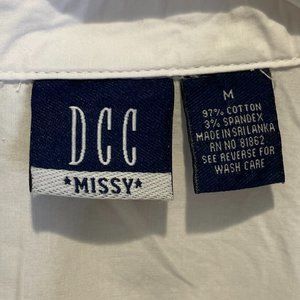 DCC
*MISSY*
M
97% COTTON
3% SPANDEX
MADE IN SRI LANKA
RN NO 81862
SEE REVERSE FOR
WASH CARE